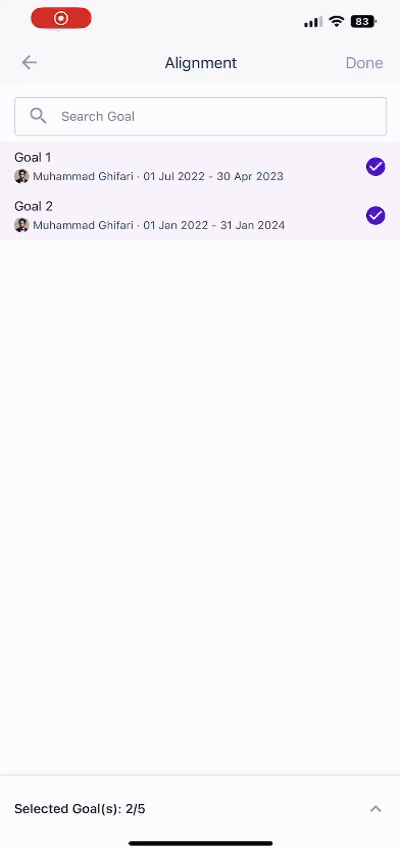 83
Alignment
Done
Search Goal
Goal 1
Muhammad Ghifari · 01 Jul 2022 - 30 Apr 2023
Goal 2
Muhammad Ghifari · 01 Jan 2022 - 31 Jan 2024
Selected Goal(s): 2/5